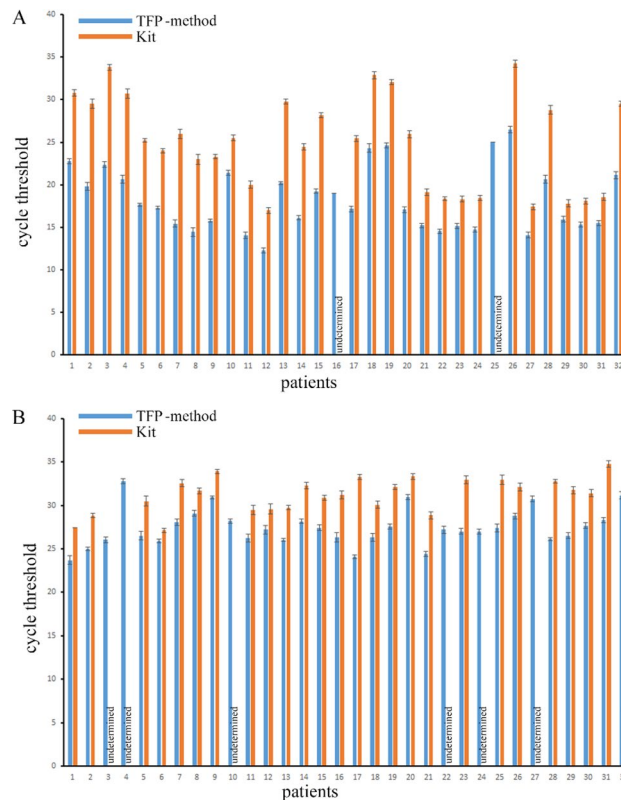 A
40
TFP-method
35
Kit
30
25
20
15
10
5
0
cycle threshold
undetermined
undetermined
1 2 3 4 5 6 7 8 9 10 11 12 13 14 15 16 17 18 19 20 21 22 23 24 25 26 27 28 29 30 31 32
patients
B
40
TFP-method
35
Kit
30
25
20
15
10
5
0
cycle threshold
undetermined
undetermined
undetermined
undetermined
undetermined
undetermined
1 2 3 4 5 6 7 8 9 10 11 12 13 14 15 16 17 18 19 20 21 22 23 24 25 26 27 28 29 30 31
patients